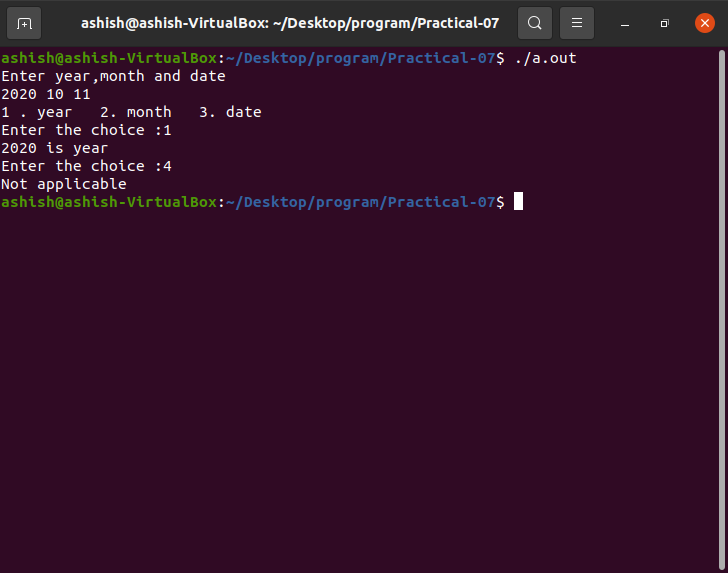 ashish@ashish-VirtualBox: ~/Desktop/program/Practical-07
ashish@ashish-VirtualBox:~/Desktop/program/Practical-07$ ./a.out
Enter year,month and date
2020 10 11
1 . year   2. month   3. date
Enter the choice :1
2020 is year
Enter the choice :4
Not applicable
ashish@ashish-VirtualBox:~/Desktop/program/Practical-07$